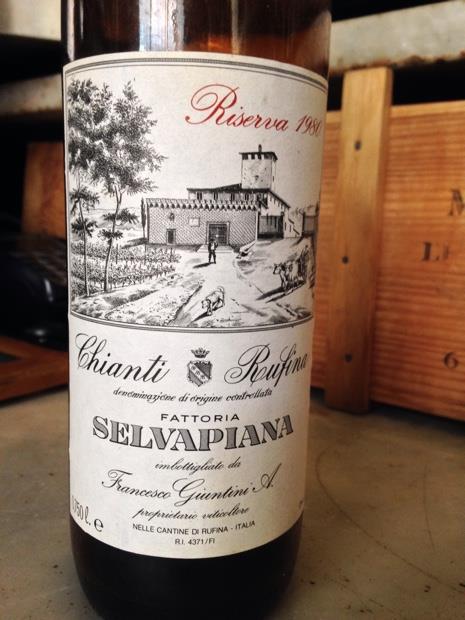 Riserva 1980
Chianti Rufina
denominazione di origine controllata
FATTORIA
SELVAPIANA
imbottigliato da
Francesco Giuntini A.
proprietario viticoltore
0,750 l. e
NELLE CANTINE DI RUFINA - ITALIA
R.I. 4371/FI